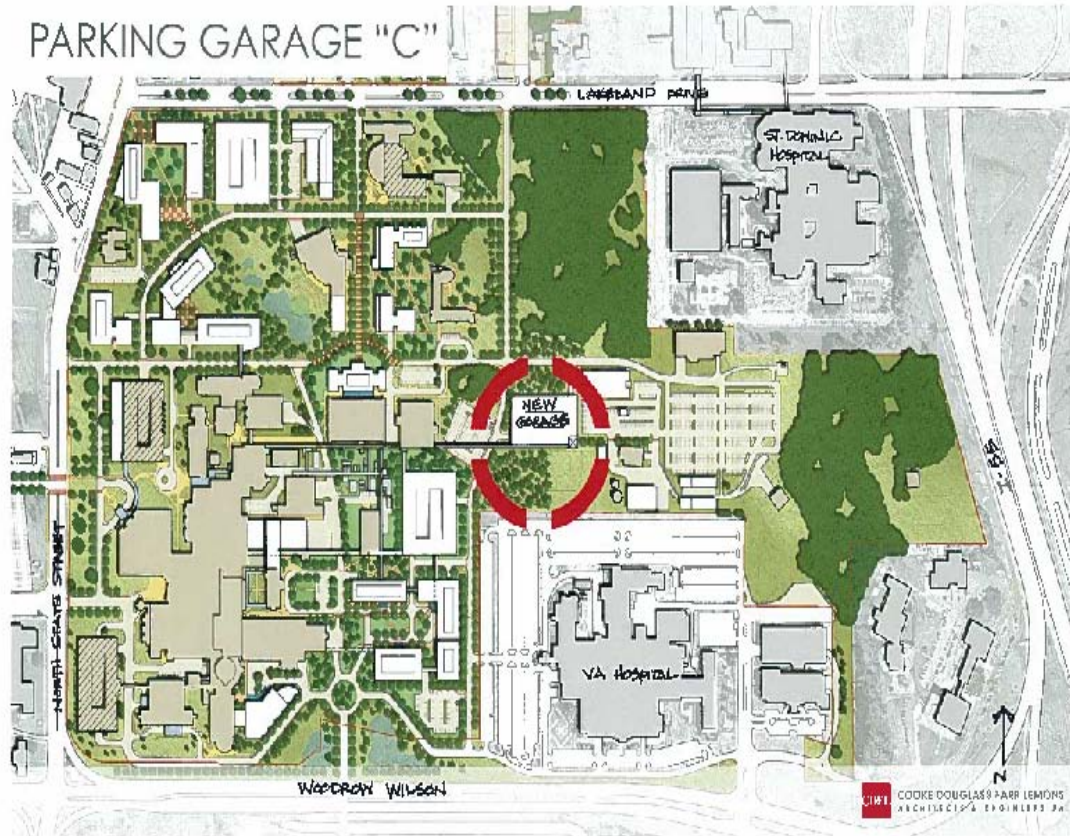 PARKING GARAGE "C"
LAKELAND DRIVE
ST. DOMINIC
HOSPITAL
NEW
GARAGE
I-55
NORTH STATE STREET
VA HOSPITAL
WOODROW WILSON
N
CDFL
COOKE DOUGLASS FARR LEMONS
ARCHITECTS & ENGINEERS PA